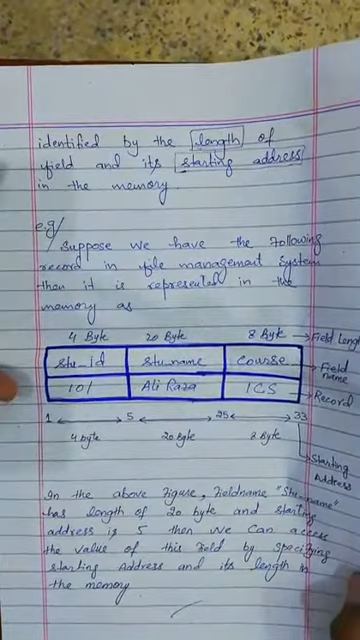 identified by the length of
field and its starting address
in the memory.
e.g/
Suppose we have the following
record in file management system
then it is represented in the
memory as
4 Byte 20 Byte 8 Byte → Field Length
stu_id stu_name Course → Field name
101 Ali Raza ICS → Record
1 5 25 33
4 byte 20 Byte 8 Byte
Starting Address
In the above Figure, Fieldname "Stu_name"
has length of 20 byte and starting
address is 5 then we can access
the value of this field by specifying
starting Address and its length in
the memory